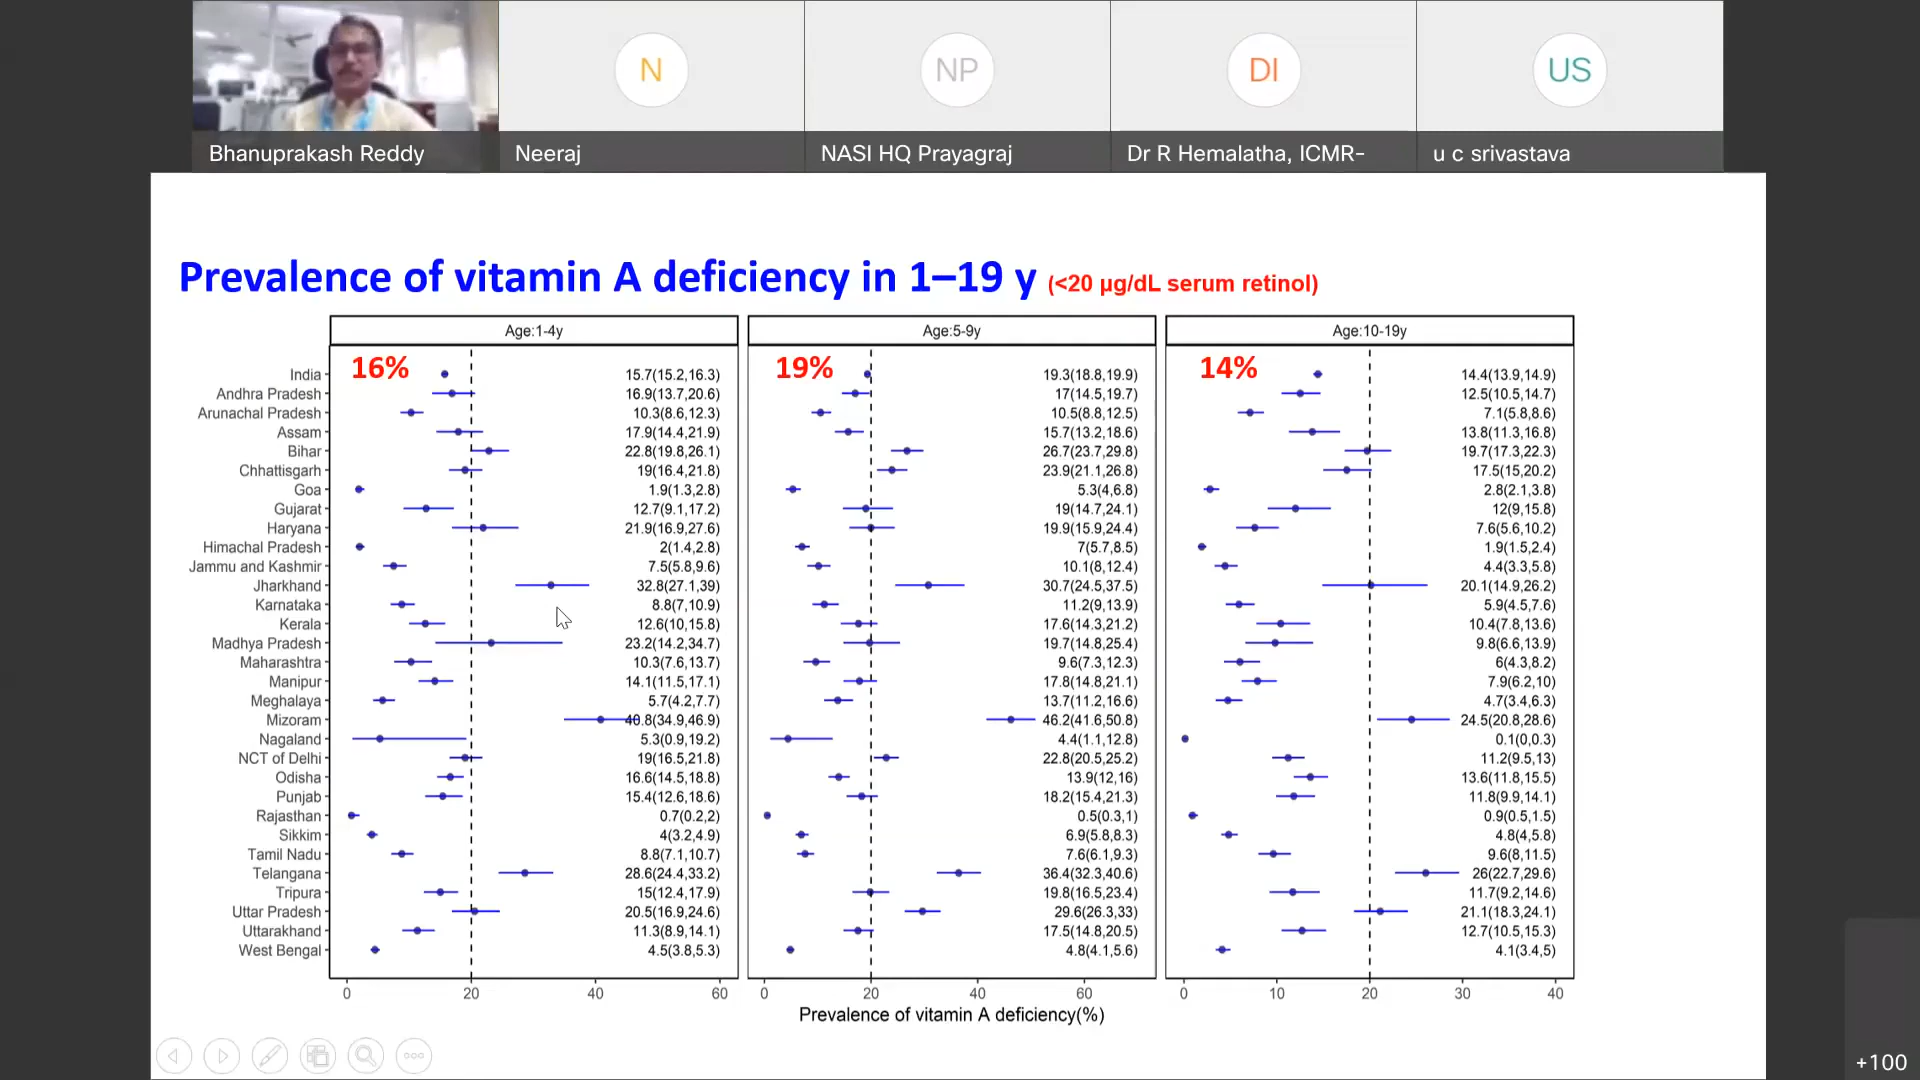 N
NP
DI
US
Bhanuprakash Reddy
Neeraj
NASI HQ Prayagraj
Dr R Hemalatha, ICMR-
u c srivastava
Prevalence of vitamin A deficiency in 1–19 y (<20 µg/dL serum retinol)
Age:1-4y Age:5-9y Age:10-19y
16% 19% 14%
India 15.7(15.2,16.3) 19.3(18.8,19.9) 14.4(13.9,14.9)
Andhra Pradesh 16.9(13.7,20.6) 17(14.5,19.7) 12.5(10.5,14.7)
Arunachal Pradesh 10.3(8.6,12.3) 10.5(8.8,12.5) 7.1(5.8,8.6)
Assam 17.9(14.4,21.9) 15.7(13.2,18.6) 13.8(11.3,16.8)
Bihar 22.8(19.8,26.1) 26.7(23.7,29.8) 19.7(17.3,22.3)
Chhattisgarh 19(16.4,21.8) 23.9(21.1,26.8) 17.5(15,20.2)
Goa 1.9(1.3,2.8) 5.3(4,6.8) 2.8(2.1,3.8)
Gujarat 12.7(9.1,17.2) 19(14.7,24.1) 12(9,15.8)
Haryana 21.9(16.9,27.6) 19.9(15.9,24.4) 7.6(5.6,10.2)
Himachal Pradesh 2(1.4,2.8) 7(5.7,8.5) 1.9(1.5,2.4)
Jammu and Kashmir 7.5(5.8,9.6) 10.1(8,12.4) 4.4(3.3,5.8)
Jharkhand 32.8(27.1,39) 30.7(24.5,37.5) 20.1(14.9,26.2)
Karnataka 8.8(7,10.9) 11.2(9,13.9) 5.9(4.5,7.6)
Kerala 12.6(10,15.8) 17.6(14.3,21.2) 10.4(7.8,13.6)
Madhya Pradesh 23.2(14.2,34.7) 19.7(14.8,25.4) 9.8(6.6,13.9)
Maharashtra 10.3(7.6,13.7) 9.6(7.3,12.3) 6(4.3,8.2)
Manipur 14.1(11.5,17.1) 17.8(14.8,21.1) 7.9(6.2,10)
Meghalaya 5.7(4.2,7.7) 13.7(11.2,16.6) 4.7(3.4,6.3)
Mizoram 40.8(34.9,46.9) 46.2(41.6,50.8) 24.5(20.8,28.6)
Nagaland 5.3(0.9,19.2) 4.4(1.1,12.8) 0.1(0,0.3)
NCT of Delhi 19(16.5,21.8) 22.8(20.5,25.2) 11.2(9.5,13)
Odisha 16.6(14.5,18.8) 13.9(12,16) 13.6(11.8,15.5)
Punjab 15.4(12.6,18.6) 18.2(15.4,21.3) 11.8(9.9,14.1)
Rajasthan 0.7(0.2,2) 0.5(0.3,1) 0.9(0.5,1.5)
Sikkim 4(3.2,4.9) 6.9(5.8,8.3) 4.8(4,5.8)
Tamil Nadu 8.8(7.1,10.7) 7.6(6.1,9.3) 9.6(8,11.5)
Telangana 28.6(24.4,33.2) 36.4(32.3,40.6) 26(22.7,29.6)
Tripura 15(12.4,17.9) 19.8(16.5,23.4) 11.7(9.2,14.6)
Uttar Pradesh 20.5(16.9,24.6) 29.6(26.3,33) 21.1(18.3,24.1)
Uttarakhand 11.3(8.9,14.1) 17.5(14.8,20.5) 12.7(10.5,15.3)
West Bengal 4.5(3.8,5.3) 4.8(4.1,5.6) 4.1(3.4,5)
0 20 40 60 0 20 40 60 0 10 20 30 40
Prevalence of vitamin A deficiency(%)
+100